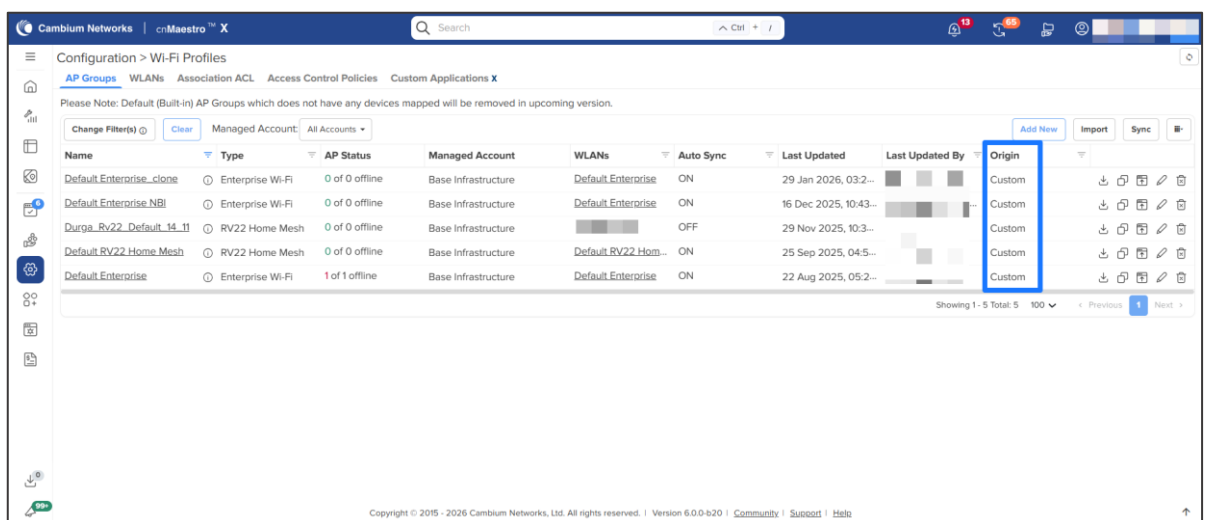 Cambium Networks | cnMaestro™ X Search Ctrl + / 13 65
Configuration > Wi-Fi Profiles
AP Groups WLANs Association ACL Access Control Policies Custom Applications X
Please Note: Default (Built-in) AP Groups which does not have any devices mapped will be removed in upcoming version.
Change Filter(s) Clear Managed Account: All Accounts Add New Import Sync
Name Type AP Status Managed Account WLANs Auto Sync Last Updated Last Updated By Origin
Default Enterprise_clone Enterprise Wi-Fi 0 of 0 offline Base Infrastructure Default Enterprise ON 29 Jan 2026, 03:2... Custom
Default Enterprise NBI Enterprise Wi-Fi 0 of 0 offline Base Infrastructure Default Enterprise ON 16 Dec 2025, 10:43... ... Custom
6
Durga_Rv22_Default_14_11 RV22 Home Mesh 0 of 0 offline Base Infrastructure OFF 29 Nov 2025, 10:3... Custom
Default RV22 Home Mesh RV22 Home Mesh 0 of 0 offline Base Infrastructure Default RV22 Hom... ON 25 Sep 2025, 04:5... Custom
Default Enterprise Enterprise Wi-Fi 1 of 1 offline Base Infrastructure Default Enterprise ON 22 Aug 2025, 05:2... Custom
Showing 1 - 5 Total: 5 100 < Previous 1 Next >
0
99+
Copyright © 2015 - 2026 Cambium Networks, Ltd. All rights reserved. | Version 6.0.0-b20 | Community | Support | Help